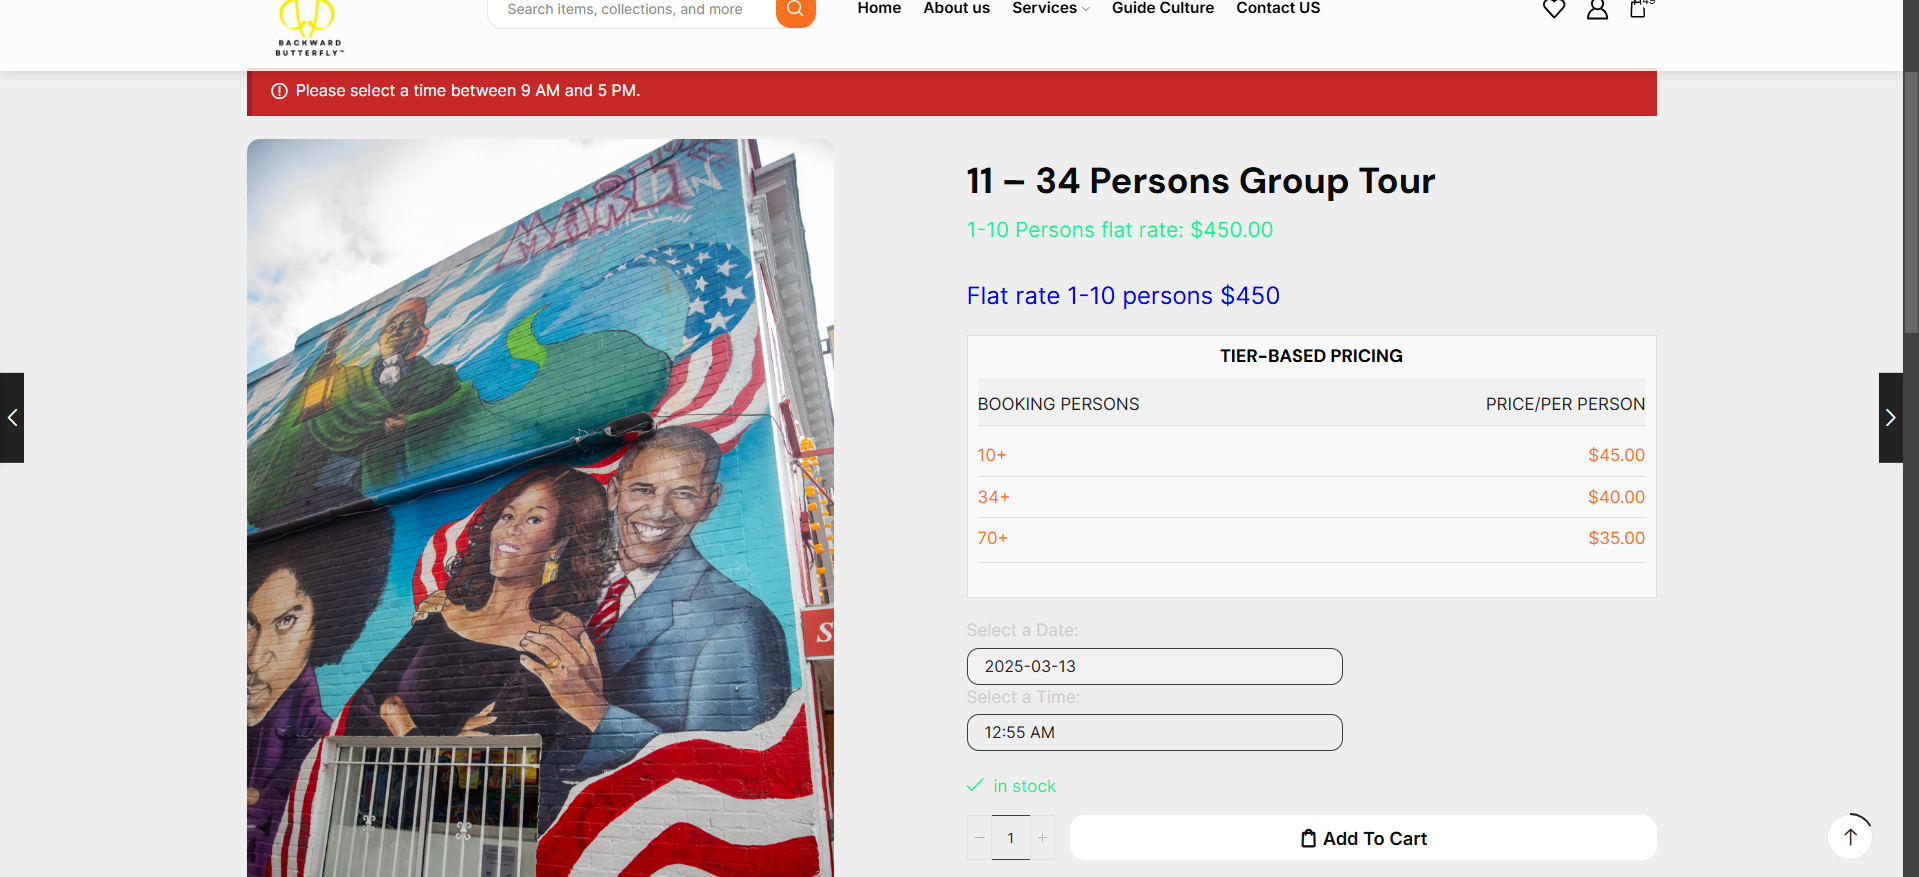 Search items, collections, and more
Home
About us
Services
Guide Culture
Contact US
49
BACKWARD
BUTTERFLY™
Please select a time between 9 AM and 5 PM.
MARL
11 – 34 Persons Group Tour
1-10 Persons flat rate: $450.00
Flat rate 1-10 persons $450
TIER-BASED PRICING
BOOKING PERSONS PRICE/PER PERSON
10+ $45.00
34+ $40.00
70+ $35.00
S
Select a Date:
2025-03-13
Select a Time:
12:55 AM
in stock
− 1 +
Add To Cart